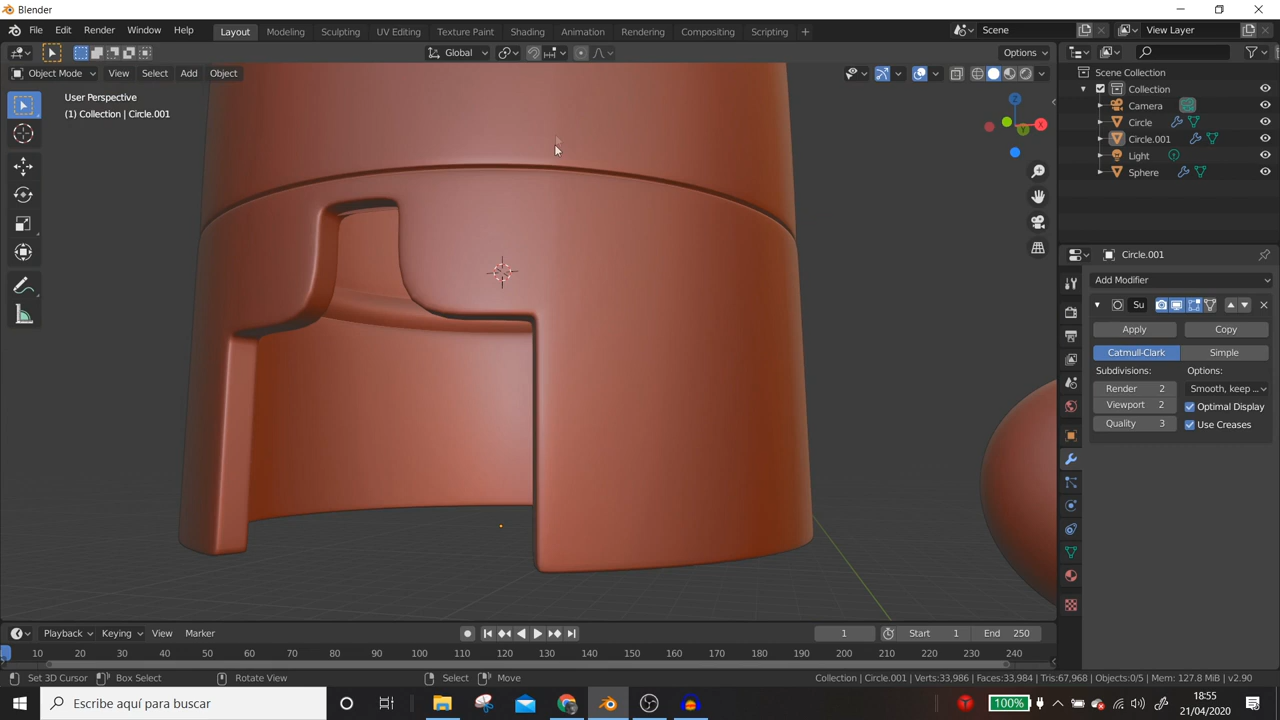 Blender
File Edit Render Window Help Layout Modeling Sculpting UV Editing Texture Paint Shading Animation Rendering Compositing Scripting + Scene View Layer
Global Options
Object Mode View Select Add Object
User Perspective
(1) Collection | Circle.001
Z
Y
X
Scene Collection
Collection
Camera
Circle
Circle.001
Light
Sphere
Circle.001
Add Modifier
Su
Apply Copy
Catmull-Clark Simple
Subdivisions: Options:
Render 2 Smooth, keep ...
Viewport 2 Optimal Display
Quality 3 Use Creases
Playback Keying View Marker 1 Start 1 End 250
10 20 30 40 50 60 70 80 90 100 110 120 130 140 150 160 170 180 190 200 210 220 230 240
Set 3D Cursor Box Select Rotate View Select Move Collection | Circle.001 | Verts:33,986 | Faces:33,984 | Tris:67,968 | Objects:0/5 | Mem: 127.8 MiB | v2.90
Escribe aquí para buscar 100% 18:55
21/04/2020